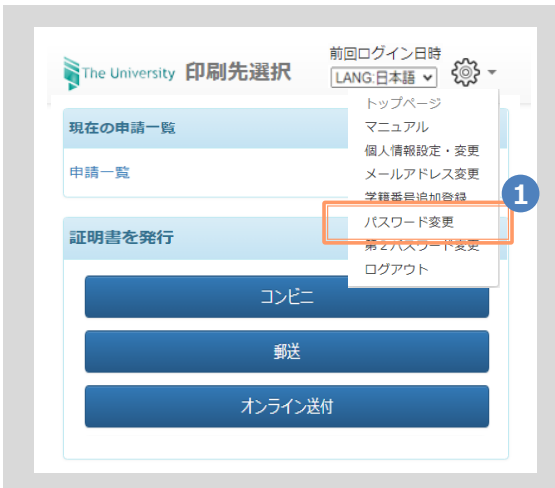 前回ログイン日時
The University 印刷先選択 LANG:日本語
トップページ
現在の申請一覧 マニュアル
個人情報設定・変更
申請一覧 メールアドレス変更
学籍番号追加登録 1
パスワード変更
証明書を発行 第2パスワード変更
ログアウト
コンビニ
郵送
オンライン送付